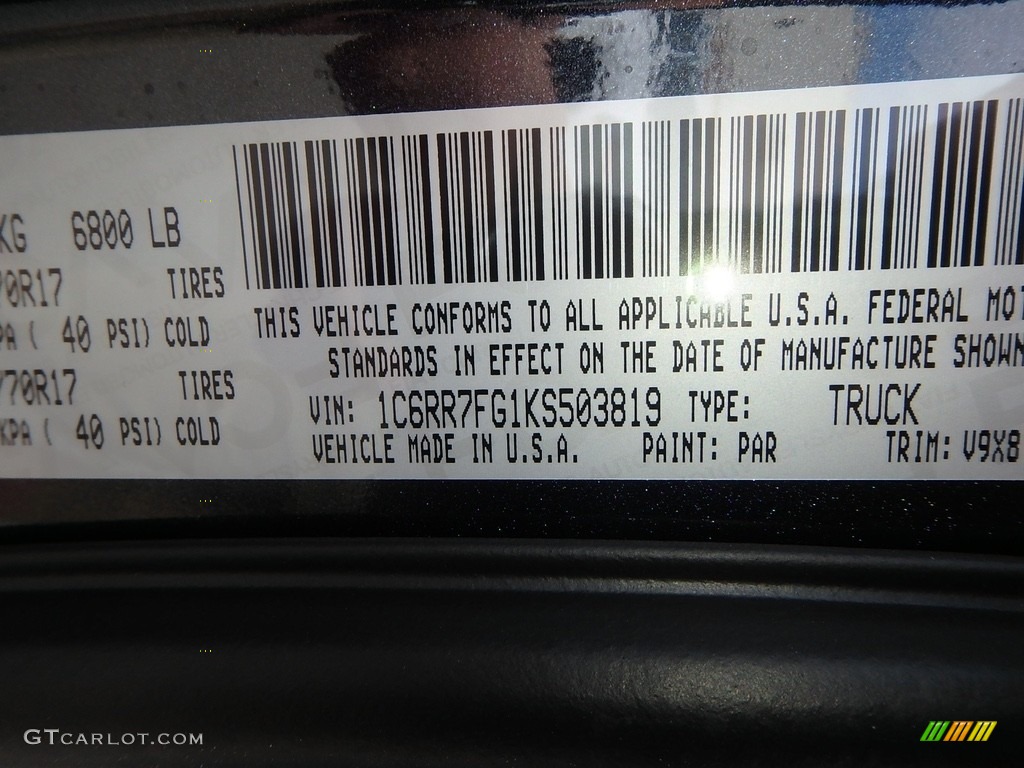 KG 6800 LB
70R17 TIRES
PA ( 40 PSI) COLD
/70R17 TIRES
KPA ( 40 PSI) COLD
THIS VEHICLE CONFORMS TO ALL APPLICABLE U.S.A. FEDERAL MOT
STANDARDS IN EFFECT ON THE DATE OF MANUFACTURE SHOWN
VIN: 1C6RR7FG1KS503819 TYPE: TRUCK
VEHICLE MADE IN U.S.A. PAINT: PAR TRIM: V9X8
GTCARLOT.COM